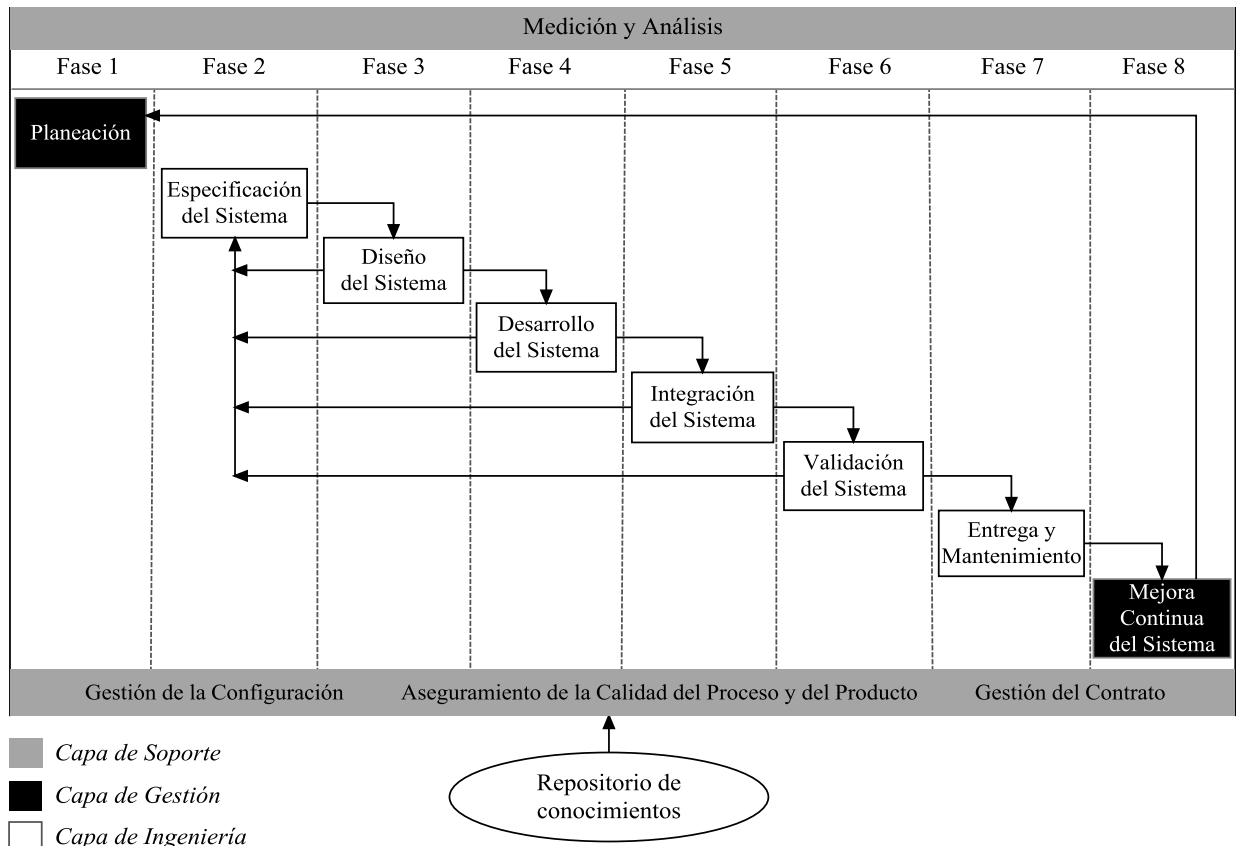 Medición y Análisis
Fase 1 Fase 2 Fase 3 Fase 4 Fase 5 Fase 6 Fase 7 Fase 8
Planeación
Especificación
del Sistema
Diseño
del Sistema
Desarrollo
del Sistema
Integración
del Sistema
Validación
del Sistema
Entrega y
Mantenimiento
Mejora
Continua
del Sistema
Gestión de la Configuración Aseguramiento de la Calidad del Proceso y del Producto Gestión del Contrato
Capa de Soporte
Capa de Gestión
Capa de Ingeniería
Repositorio de
conocimientos